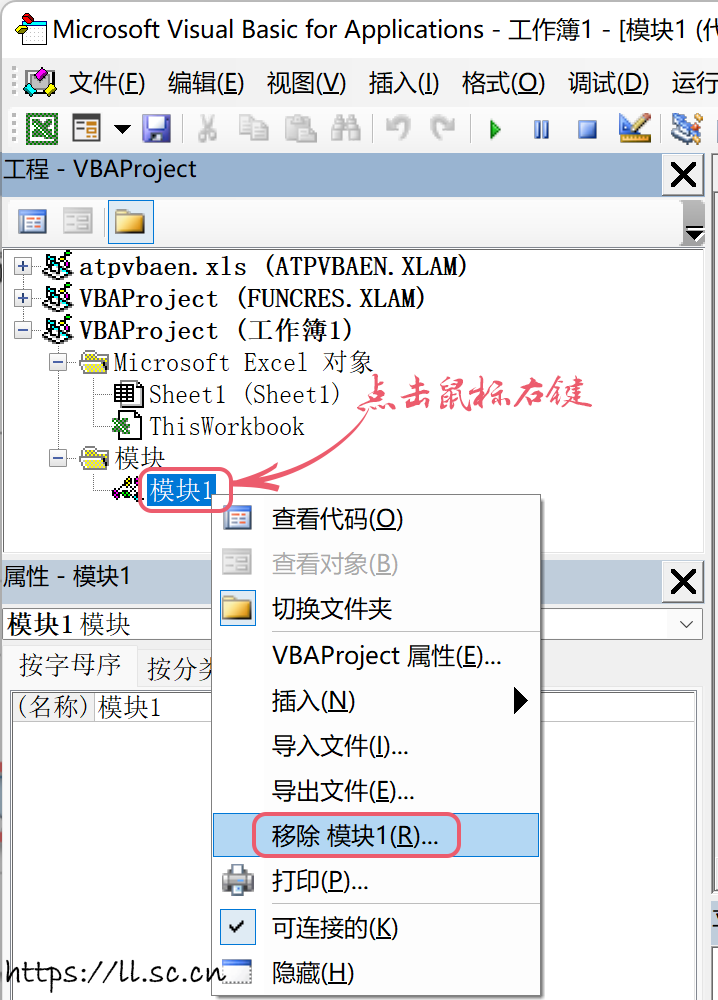 Microsoft Visual Basic for Applications - 工作簿1 - [模块1 (代
文件(F) 编辑(E) 视图(V) 插入(I) 格式(O) 调试(D) 运行
工程 - VBAProject
atpvbaen.xls (ATPVBAEN.XLAM)
VBAProject (FUNCRES.XLAM)
VBAProject (工作簿1)
Microsoft Excel 对象
Sheet1 (Sheet1)
点击鼠标右键
ThisWorkbook
模块
模块1
查看代码(O)
查看对象(B)
切换文件夹
VBAProject 属性(E)...
插入(N)
导入文件(I)...
导出文件(E)...
移除 模块1(R)...
打印(P)...
可连接的(K)
隐藏(H)
属性 - 模块1
模块1 模块
按字母序 按分类
(名称) 模块1
https://ll.sc.cn